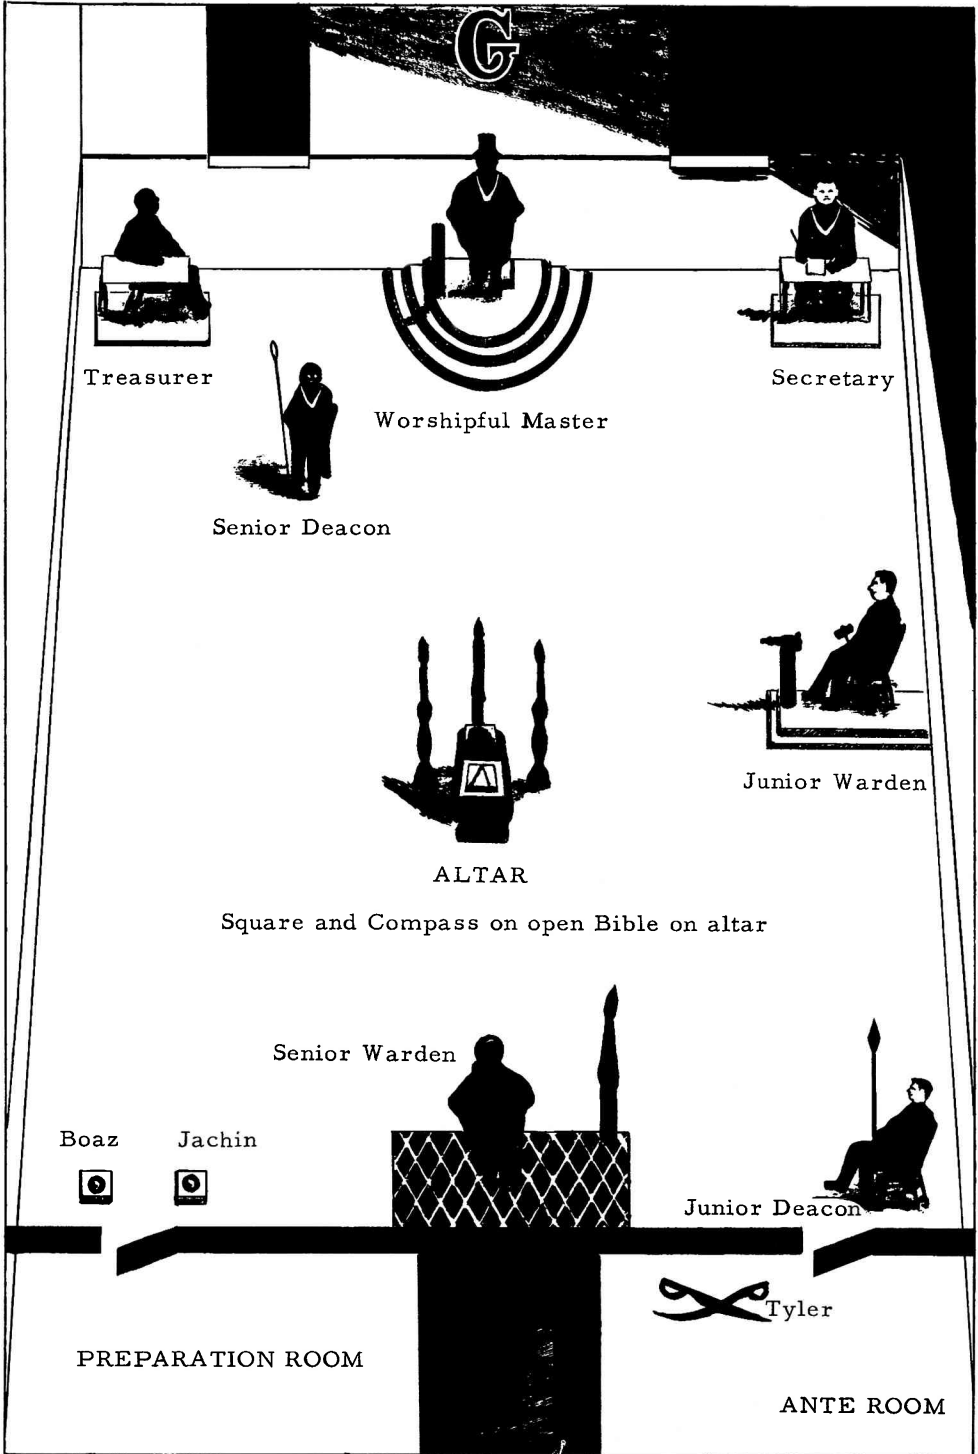 G
Treasurer
Secretary
Worshipful Master
Senior Deacon
Junior Warden
ALTAR
Square and Compass on open Bible on altar
Senior Warden
Boaz
Jachin
Junior Deacon
Tyler
PREPARATION ROOM
ANTE ROOM